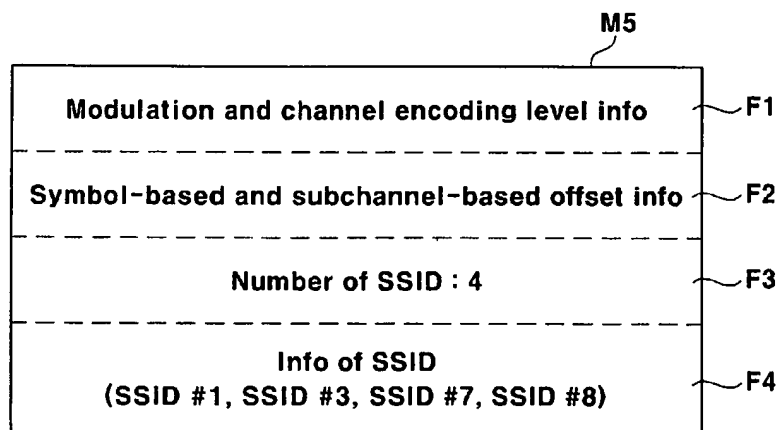 M5
Modulation and channel encoding level info
F1
Symbol-based and subchannel-based offset info
F2
Number of SSID : 4
F3
Info of SSID
(SSID #1, SSID #3, SSID #7, SSID #8)
F4